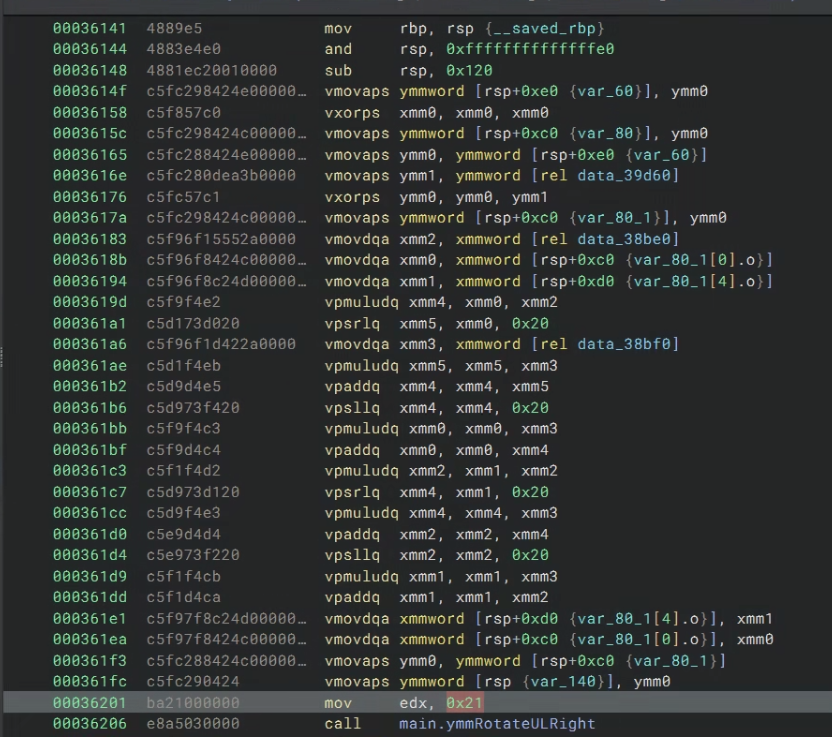 00036141 4889e5 mov rbp, rsp {__saved_rbp}
00036144 4883e4e0 and rsp, 0xffffffffffffffe0
00036148 4881ec20010000 sub rsp, 0x120
0003614f c5fc298424e00000… vmovaps ymmword [rsp+0xe0 {var_60}], ymm0
00036158 c5f857c0 vxorps xmm0, xmm0, xmm0
0003615c c5fc298424c00000… vmovaps ymmword [rsp+0xc0 {var_80}], ymm0
00036165 c5fc288424e00000… vmovaps ymm0, ymmword [rsp+0xe0 {var_60}]
0003616e c5fc280dea3b0000 vmovaps ymm1, ymmword [rel data_39d60]
00036176 c5fc57c1 vxorps ymm0, ymm0, ymm1
0003617a c5fc298424c00000… vmovaps ymmword [rsp+0xc0 {var_80_1}], ymm0
00036183 c5f96f15552a0000 vmovdqa xmm2, xmmword [rel data_38be0]
0003618b c5f96f8424c00000… vmovdqa xmm0, xmmword [rsp+0xc0 {var_80_1[0].o}]
00036194 c5f96f8c24d00000… vmovdqa xmm1, xmmword [rsp+0xd0 {var_80_1[4].o}]
0003619d c5f9f4e2 vpmuludq xmm4, xmm0, xmm2
000361a1 c5d173d020 vpsrlq xmm5, xmm0, 0x20
000361a6 c5f96f1d422a0000 vmovdqa xmm3, xmmword [rel data_38bf0]
000361ae c5d1f4eb vpmuludq xmm5, xmm5, xmm3
000361b2 c5d9d4e5 vpaddq xmm4, xmm4, xmm5
000361b6 c5d973f420 vpsllq xmm4, xmm4, 0x20
000361bb c5f9f4c3 vpmuludq xmm0, xmm0, xmm3
000361bf c5f9d4c4 vpaddq xmm0, xmm0, xmm4
000361c3 c5f1f4d2 vpmuludq xmm2, xmm1, xmm2
000361c7 c5d973d120 vpsrlq xmm4, xmm1, 0x20
000361cc c5d9f4e3 vpmuludq xmm4, xmm4, xmm3
000361d0 c5e9d4d4 vpaddq xmm2, xmm2, xmm4
000361d4 c5e973f220 vpsllq xmm2, xmm2, 0x20
000361d9 c5f1f4cb vpmuludq xmm1, xmm1, xmm3
000361dd c5f1d4ca vpaddq xmm1, xmm1, xmm2
000361e1 c5f97f8c24d00000… vmovdqa xmmword [rsp+0xd0 {var_80_1[4].o}], xmm1
000361ea c5f97f8424c00000… vmovdqa xmmword [rsp+0xc0 {var_80_1[0].o}], xmm0
000361f3 c5fc288424c00000… vmovaps ymm0, ymmword [rsp+0xc0 {var_80_1}]
000361fc c5fc290424 vmovaps ymmword [rsp {var_140}], ymm0
00036201 ba21000000 mov edx, 0x21
00036206 e8a5030000 call main.ymmRotateULRight